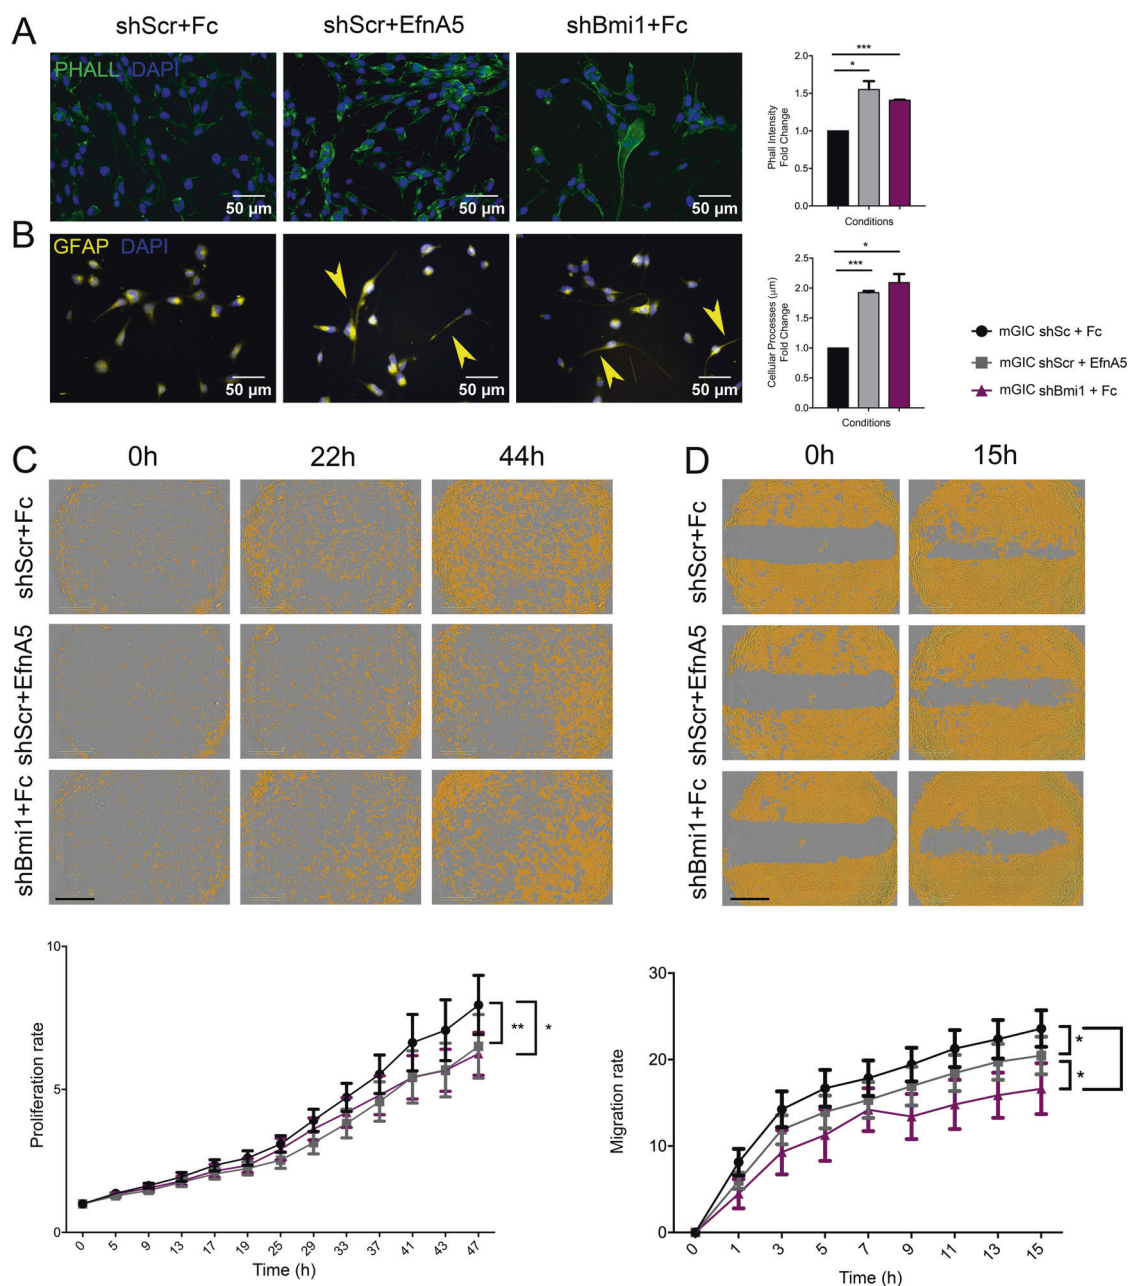 A
shScr+Fc
shScr+EfnA5
shBmi1+Fc
PHALL DAPI
50 µm
50 µm
50 µm
***
*
2.0
1.5
1.0
0.5
0.0
Phall Intensity
Fold Change
Conditions
B
GFAP DAPI
50 µm
50 µm
50 µm
*
***
2.5
2.0
1.5
1.0
0.5
0.0
Cellular Processes (µm)
Fold Change
Conditions
mGIC shSc + Fc
mGIC shScr + EfnA5
mGIC shBmi1 + Fc
C
0h
22h
44h
shScr+Fc
shScr+EfnA5
shBmi1+Fc
D
0h
15h
shScr+Fc
shScr+EfnA5
shBmi1+Fc
10
5
0
Proliferation rate
** *
0 5 9 13 17 19 25 29 33 37 41 43 47
Time (h)
30
20
10
0
Migration rate
*
*
0 1 3 5 7 9 11 13 15
Time (h)